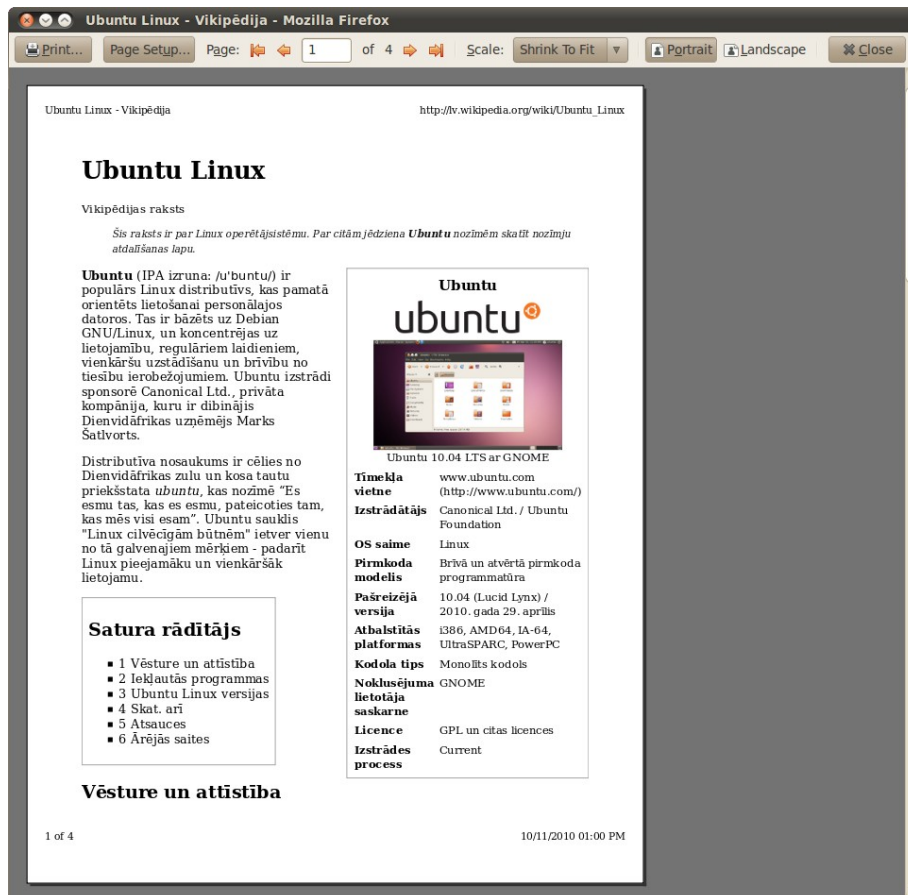 Ubuntu Linux - Vikipēdija - Mozilla Firefox
Print... Page Setup... Page: 1 of 4 Scale: Shrink To Fit Portrait Landscape Close
Ubuntu Linux - Vikipēdija http://lv.wikipedia.org/wiki/Ubuntu_Linux
Ubuntu Linux
Vikipēdijas raksts
Šis raksts ir par Linux operētājsistēmu. Par citām jēdziena Ubuntu nozīmēm skatīt nozīmju
atdalīšanas lapu.
Ubuntu (IPA izruna: /u'buntu/) ir
populārs Linux distributīvs, kas pamatā
orientēts lietošanai personālajos
datoros. Tas ir bāzēts uz Debian
GNU/Linux, un koncentrējas uz
lietojamību, regulāriem laidieniem,
vienkāršu uzstādīšanu un brīvību no
tiesību ierobežojumiem. Ubuntu izstrādi
sponsorē Canonical Ltd., privāta
kompānija, kuru ir dibinājis
Dienvidāfrikas uzņēmējs Marks
Šatlvorts.
Distributīva nosaukums ir cēlies no
Dienvidāfrikas zulu un kosa tautu
priekšstata ubuntu, kas nozīmē “Es
esmu tas, kas es esmu, pateicoties tam,
kas mēs visi esam”. Ubuntu sauklis
"Linux cilvēcīgām būtnēm" ietver vienu
no tā galvenajiem mērķiem - padarīt
Linux pieejamāku un vienkāršāk
lietojamu.
Satura rādītājs
1 Vēsture un attīstība
2 Iekļautās programmas
3 Ubuntu Linux versijas
4 Skat. arī
5 Atsauces
6 Ārējās saites
Ubuntu
ubuntu
Ubuntu 10.04 LTS ar GNOME
Tīmekļa www.ubuntu.com
vietne (http://www.ubuntu.com/)
Izstrādātājs Canonical Ltd. / Ubuntu
Foundation
OS saime Linux
Pirmkoda Brīvā un atvērtā pirmkoda
modelis programmatūra
Pašreizējā 10.04 (Lucid Lynx) /
versija 2010. gada 29. aprīlis
Atbalstītās i386, AMD64, IA-64,
platformas UltraSPARC, PowerPC
Kodola tips Monolīts kodols
Noklusējuma GNOME
lietotāja
saskarne
Licence GPL un citas licences
Izstrādes Current
process
Vēsture un attīstība
1 of 4 10/11/2010 01:00 PM